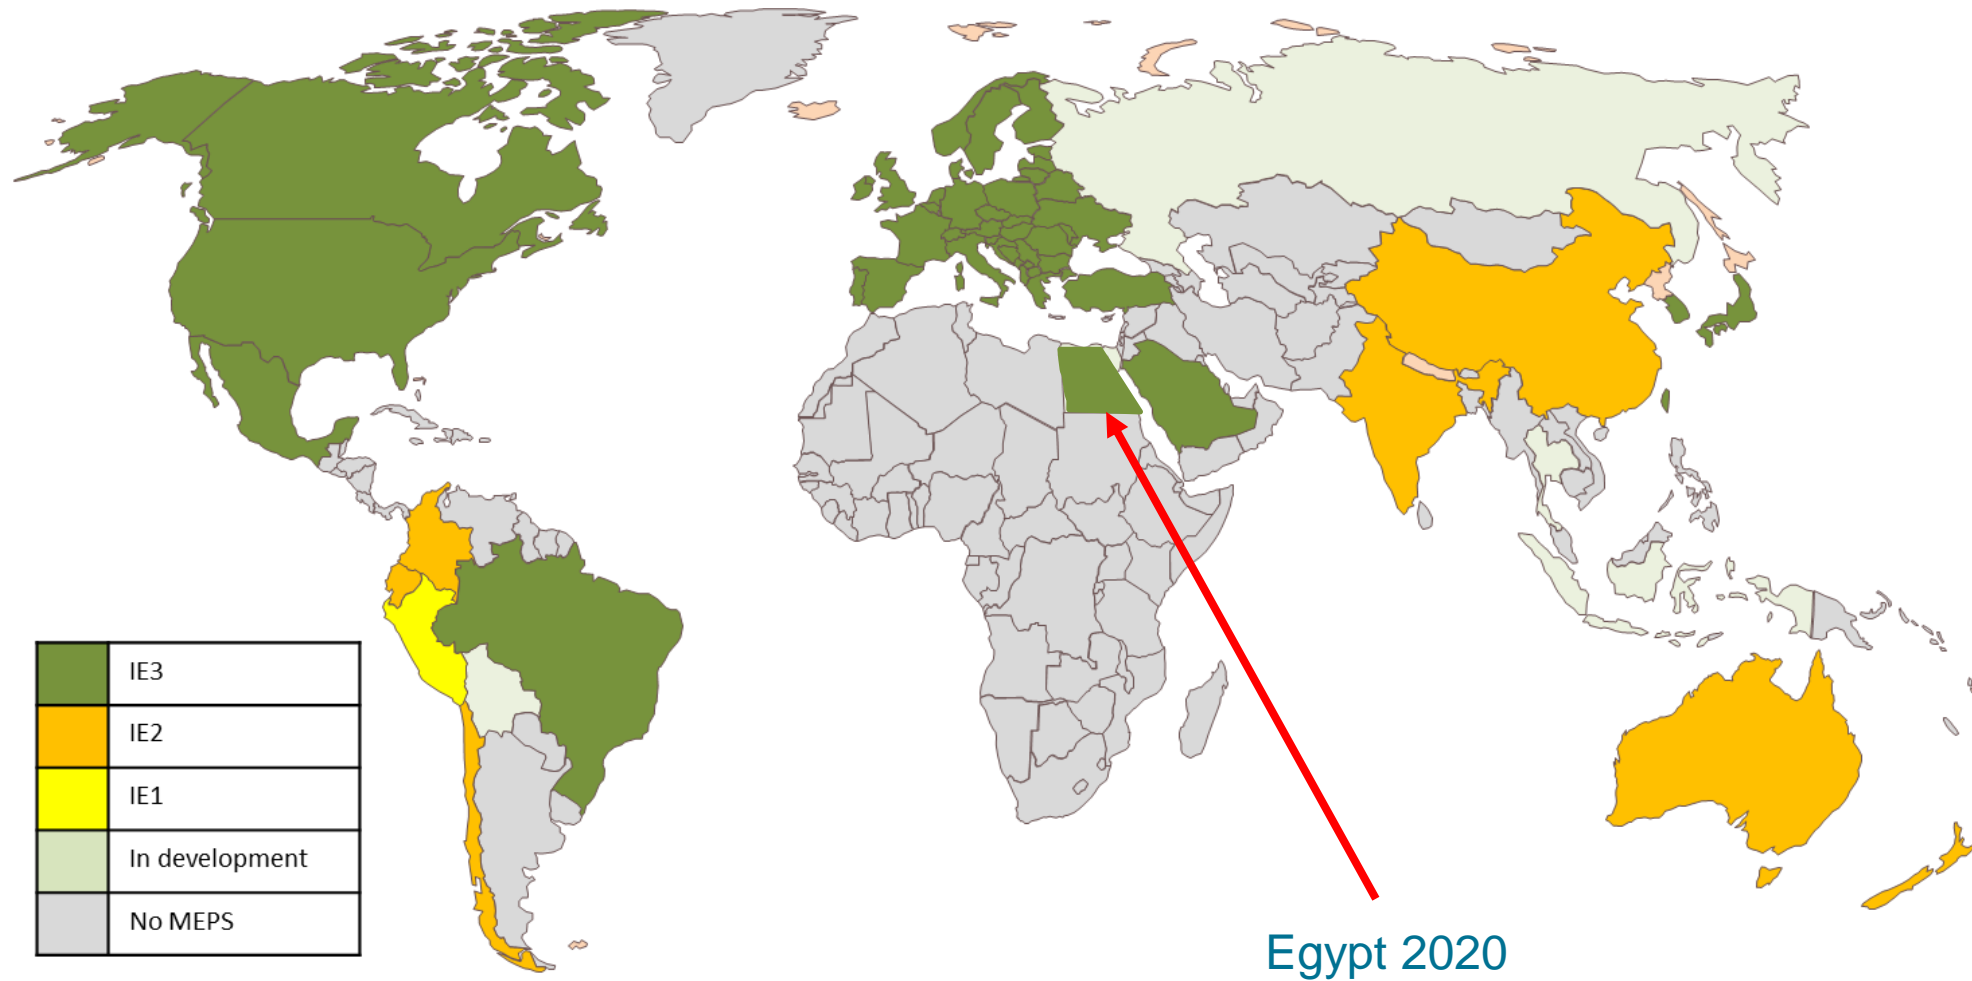 IE3
IE2
IE1
In development
No MEPS
Egypt 2020